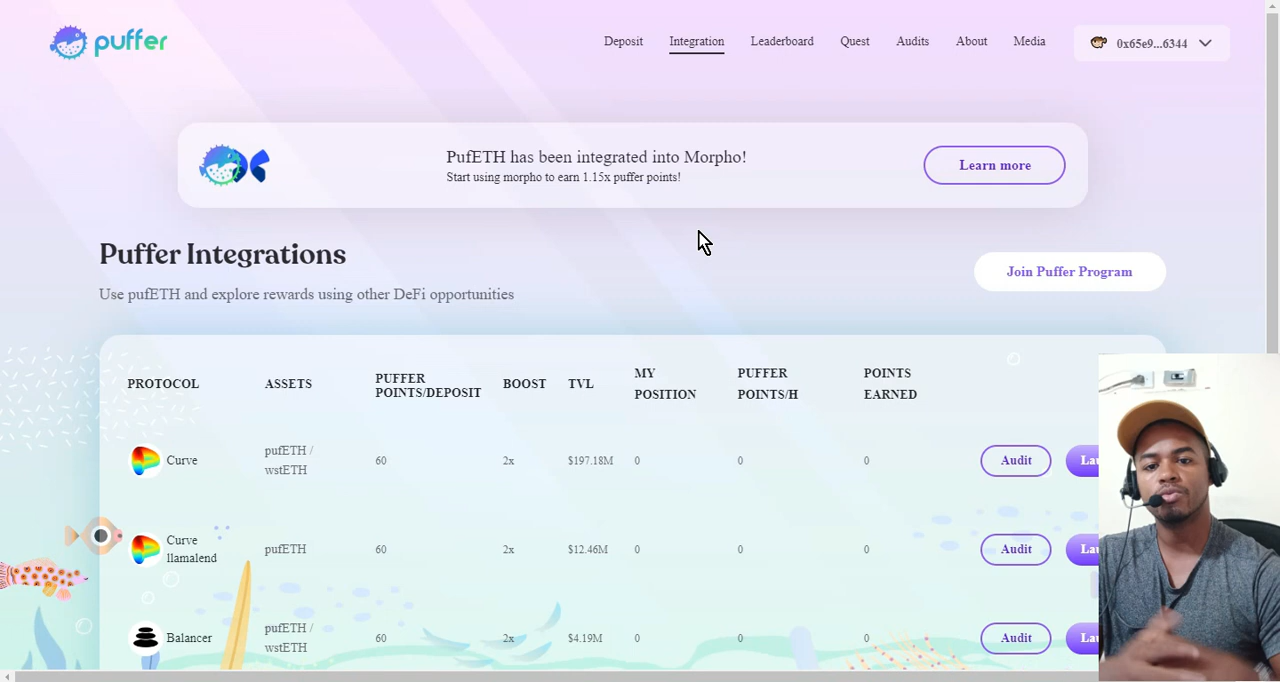 puffer
Deposit Integration Leaderboard Quest Audits About Media 0x65e9...6344
PufETH has been integrated into Morpho!
Start using morpho to earn 1.15x puffer points!
Learn more
Puffer Integrations
Use pufETH and explore rewards using other DeFi opportunities
Join Puffer Program
PROTOCOL ASSETS PUFFER POINTS/DEPOSIT BOOST TVL MY POSITION PUFFER POINTS/H POINTS EARNED
Curve pufETH / wstETH 60 2x $197.18M 0 0 0 Audit Lau
Curve llamalend pufETH 60 2x $12.46M 0 0 0 Audit Lau
Balancer pufETH / wstETH 60 2x $4.19M 0 0 0 Audit Lau